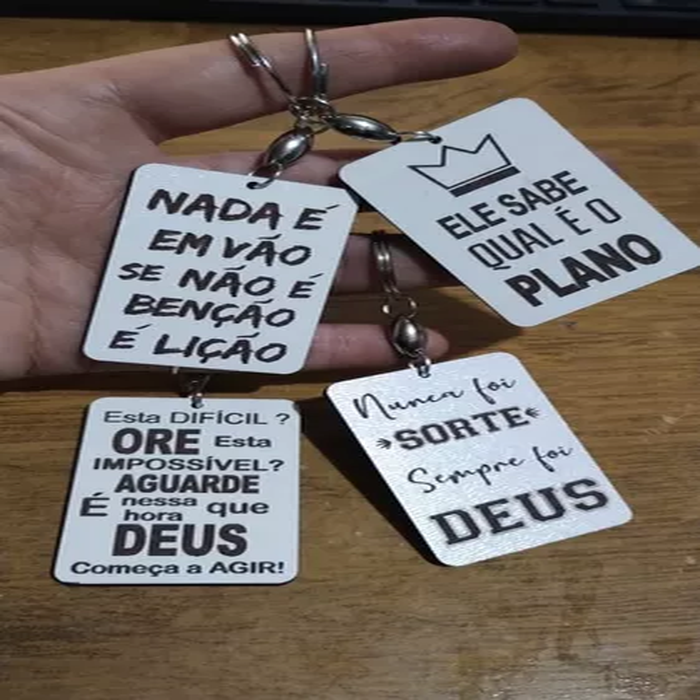 NADA É
EM VÃO
SE NÃO É
BENÇÃO
É LIÇÃO
ELE SABE
QUAL É O
PLANO
Esta DIFÍCIL ?
ORE Esta
IMPOSSÍVEL?
AGUARDE
É nessa hora que
DEUS
Começa a AGIR!
Nunca foi
SORTE
Sempre foi
DEUS